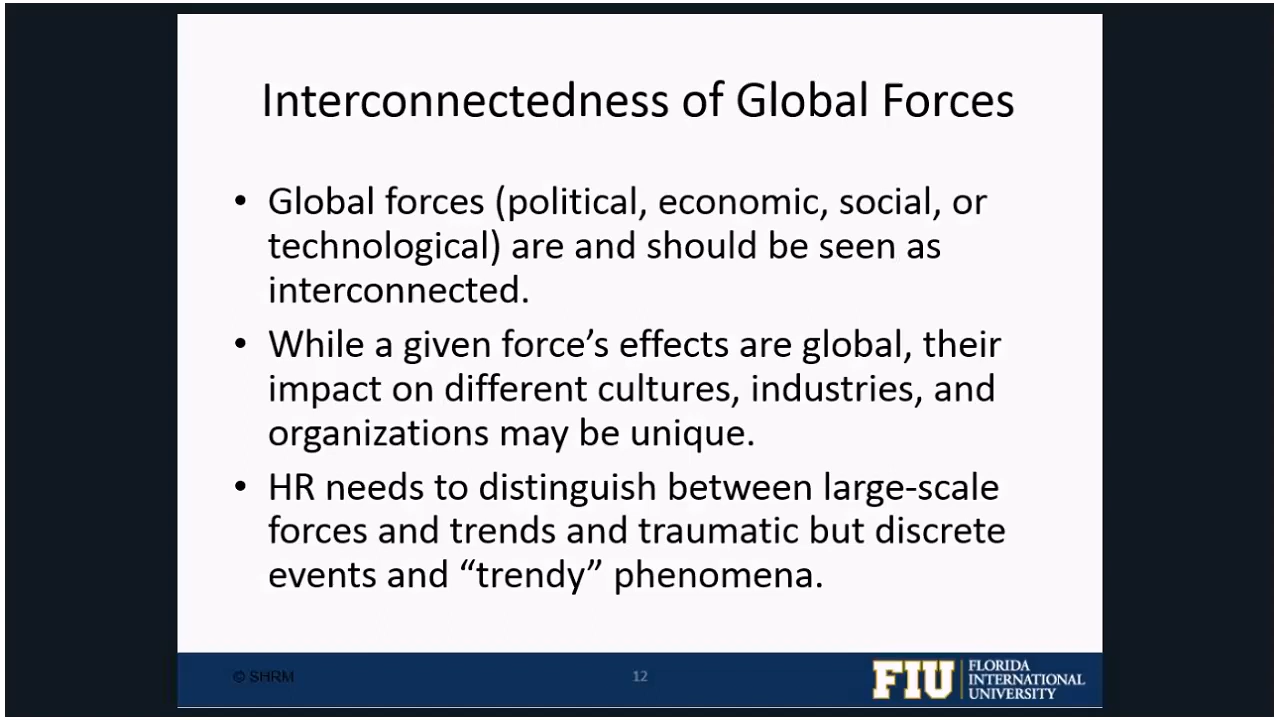 Interconnectedness of Global Forces
• Global forces (political, economic, social, or
technological) are and should be seen as
interconnected.
• While a given force’s effects are global, their
impact on different cultures, industries, and
organizations may be unique.
• HR needs to distinguish between large-scale
forces and trends and traumatic but discrete
events and “trendy” phenomena.
© SHRM
12
FIU
FLORIDA
INTERNATIONAL
UNIVERSITY